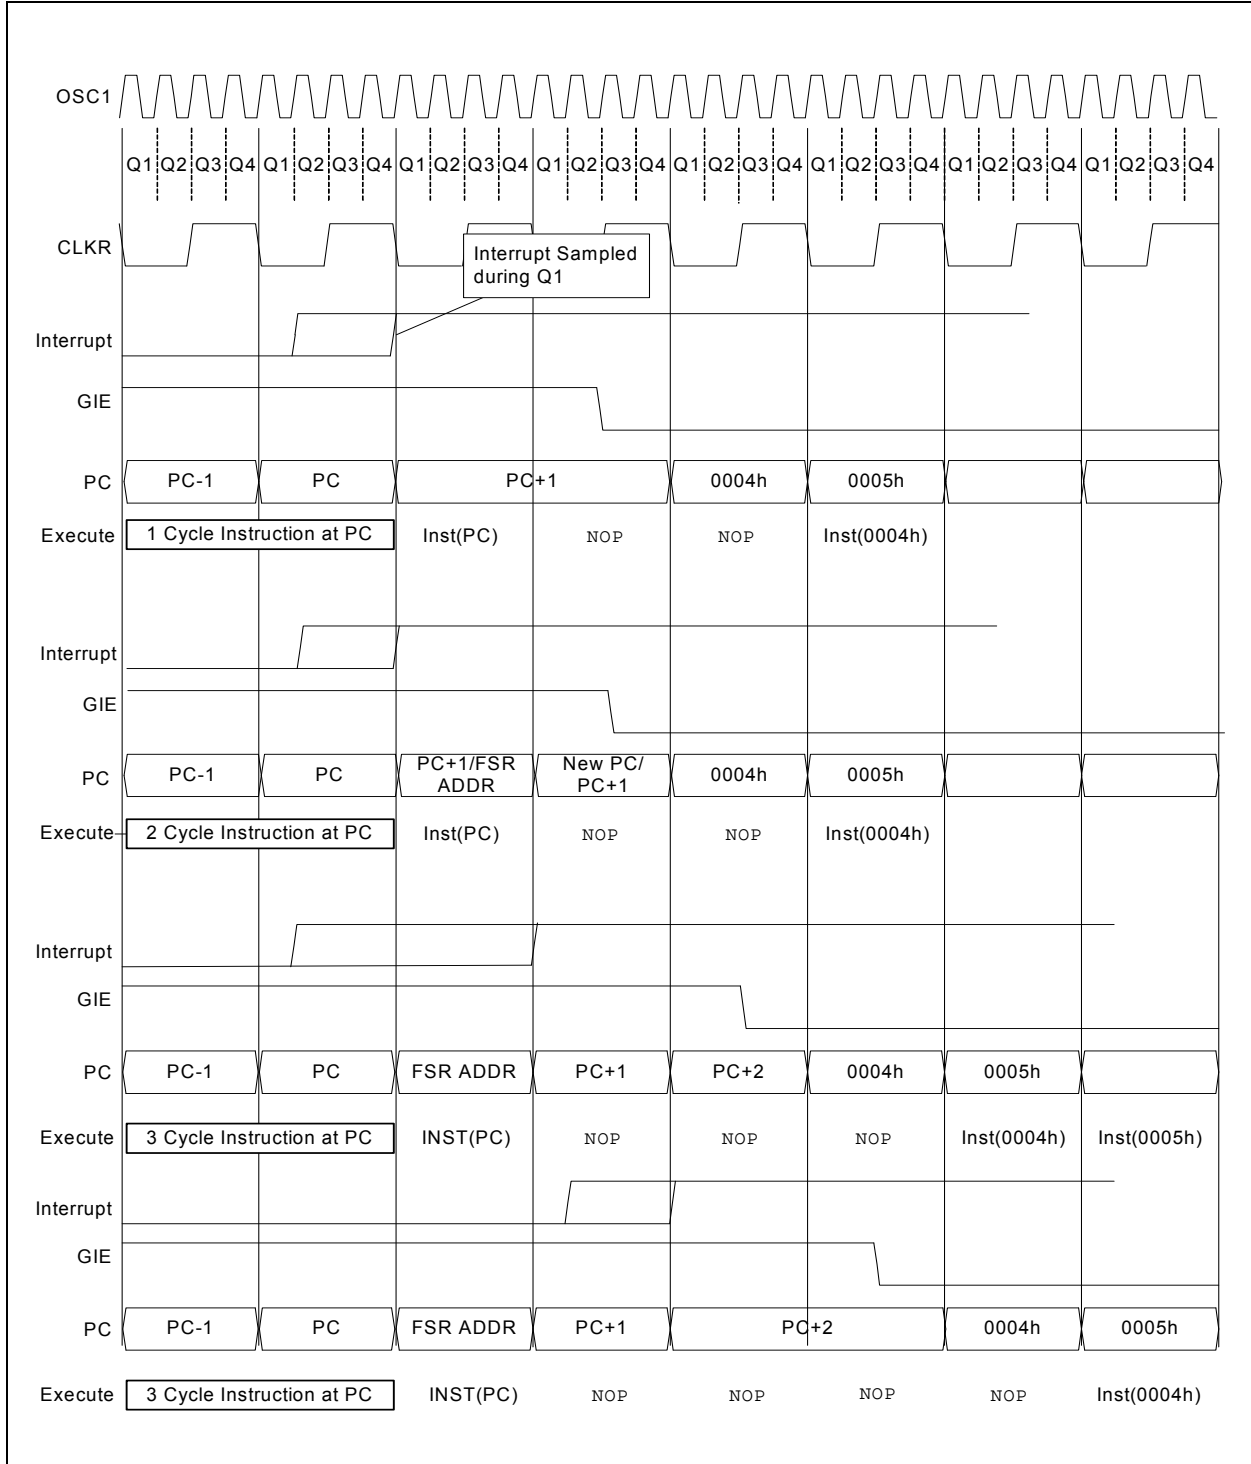 OSC1
Q1 Q2 Q3 Q4 Q1 Q2 Q3 Q4 Q1 Q2 Q3 Q4 Q1 Q2 Q3 Q4 Q1 Q2 Q3 Q4 Q1 Q2 Q3 Q4 Q1 Q2 Q3 Q4 Q1 Q2 Q3 Q4
CLKR
Interrupt Sampled
during Q1
Interrupt
GIE
PC PC-1 PC PC+1 0004h 0005h
Execute 1 Cycle Instruction at PC Inst(PC) NOP NOP Inst(0004h)
Interrupt
GIE
PC PC-1 PC PC+1/FSR ADDR New PC/ PC+1 0004h 0005h
Execute 2 Cycle Instruction at PC Inst(PC) NOP NOP Inst(0004h)
Interrupt
GIE
PC PC-1 PC FSR ADDR PC+1 PC+2 0004h 0005h
Execute 3 Cycle Instruction at PC INST(PC) NOP NOP NOP Inst(0004h) Inst(0005h)
Interrupt
GIE
PC PC-1 PC FSR ADDR PC+1 PC+2 0004h 0005h
Execute 3 Cycle Instruction at PC INST(PC) NOP NOP NOP NOP Inst(0004h)